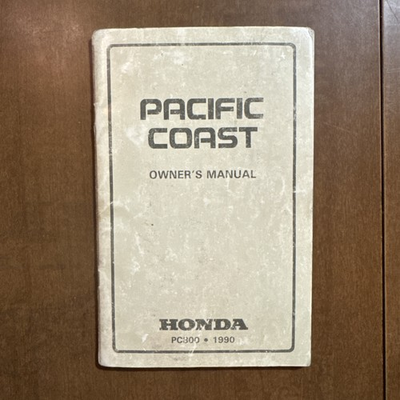 PACIFIC
COAST
OWNER'S MANUAL
HONDA
PC800 • 1990